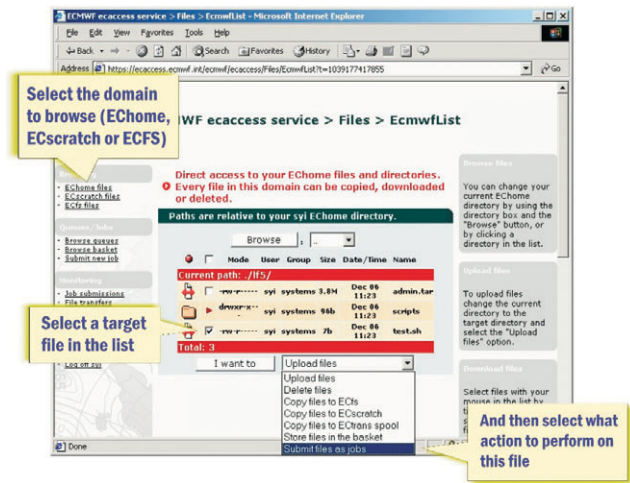 ECMWF ecaccess service > Files > EcmwfList - Microsoft Internet Explorer
File Edit View Favorites Tools Help
Back Search Favorites History
Address https://ecaccess.ecmwf.int/ecmwf/ecaccess/Files/EcmwfList?t=1039177417855 Go
Select the domain
to browse (EChome,
ECscratch or ECFS)
WF ecaccess service > Files > EcmwfList
EChome files
ECscratch files
ECfs files
Queues/Jobs
Browse queues
Browse basket
Submit new job
Monitoring
Job submissions
File transfers
Select a target
file in the list
Log off syi
Direct access to your EChome files and directories.
Every file in this domain can be copied, downloaded
or deleted.
Paths are relative to your syi EChome directory.
Browse : ..
Mode User Group Size Date/Time Name
Current path: ./lf5/
-rw-r----- syi systems 3.8M Dec 06 11:23 admin.tar
drwxr-x--- syi systems 96b Dec 06 11:23 scripts
-rw-r----- syi systems 7b Dec 06 11:23 test.sh
Total: 3
I want to Upload files
Upload files
Delete files
Copy files to ECfs
Copy files to ECscratch
Copy files to ECtrans spool
Store files in the basket
Submit files as jobs
Browse files
You can change your
current EChome
directory by using the
directory box and the
"Browse" button, or
by clicking a
directory in the list.
Upload files
To upload files
change the current
directory to the
target directory and
select the "Upload
files" option.
Download files
Select files with your
mouse in the list by
And then select what
action to perform on
this file
Done